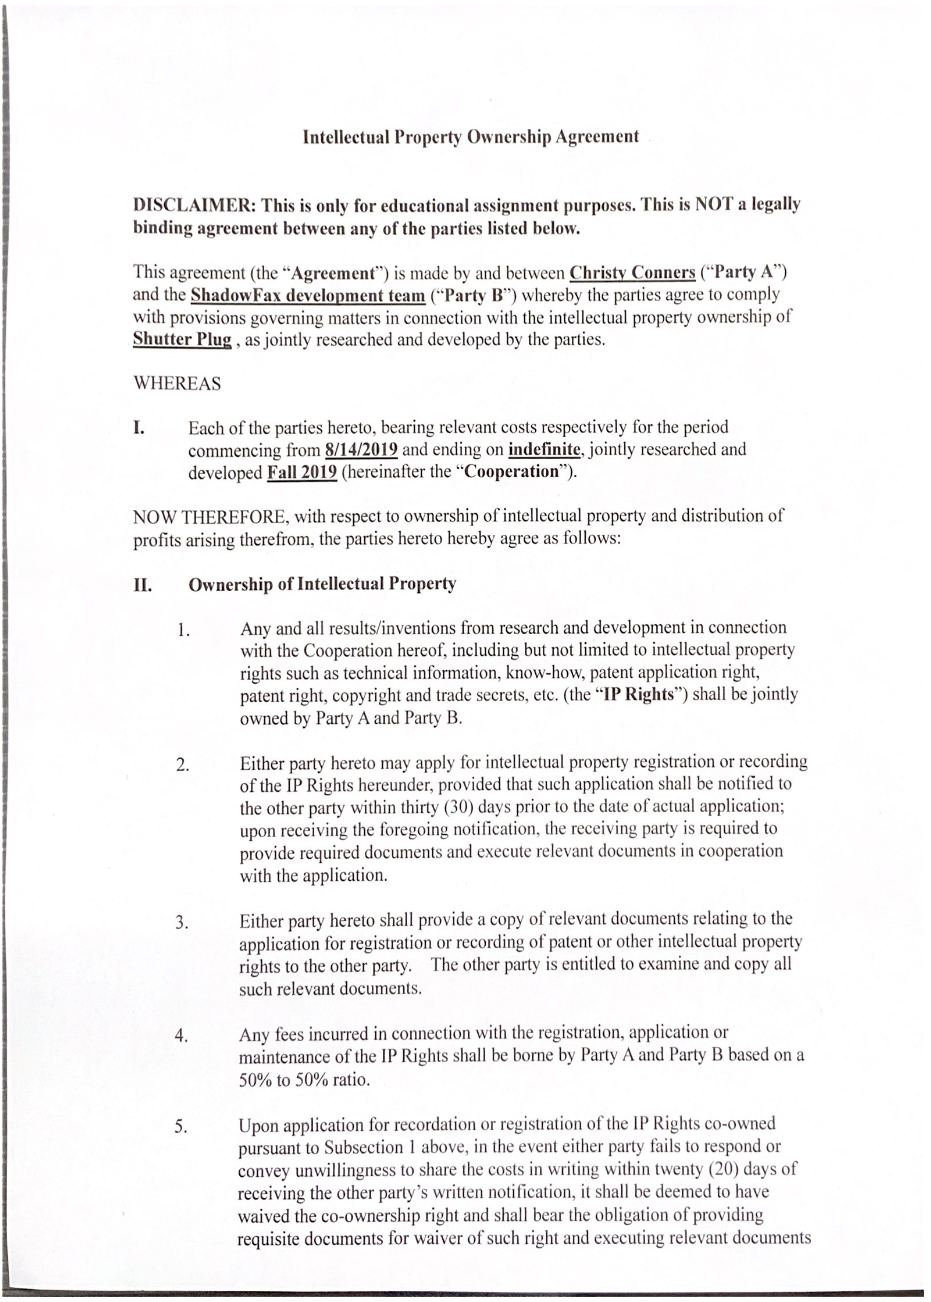 Intellectual Property Ownership Agreement
DISCLAIMER: This is only for educational assignment purposes. This is NOT a legally
binding agreement between any of the parties listed below.
This agreement (the “Agreement”) is made by and between Christy Conners (“Party A”)
and the ShadowFax development team (“Party B”) whereby the parties agree to comply
with provisions governing matters in connection with the intellectual property ownership of
Shutter Plug , as jointly researched and developed by the parties.
WHEREAS
I. Each of the parties hereto, bearing relevant costs respectively for the period
commencing from 8/14/2019 and ending on indefinite, jointly researched and
developed Fall 2019 (hereinafter the “Cooperation”).
NOW THEREFORE, with respect to ownership of intellectual property and distribution of
profits arising therefrom, the parties hereto hereby agree as follows:
II. Ownership of Intellectual Property
1. Any and all results/inventions from research and development in connection
with the Cooperation hereof, including but not limited to intellectual property
rights such as technical information, know-how, patent application right,
patent right, copyright and trade secrets, etc. (the “IP Rights”) shall be jointly
owned by Party A and Party B.
2. Either party hereto may apply for intellectual property registration or recording
of the IP Rights hereunder, provided that such application shall be notified to
the other party within thirty (30) days prior to the date of actual application;
upon receiving the foregoing notification, the receiving party is required to
provide required documents and execute relevant documents in cooperation
with the application.
3. Either party hereto shall provide a copy of relevant documents relating to the
application for registration or recording of patent or other intellectual property
rights to the other party. The other party is entitled to examine and copy all
such relevant documents.
4. Any fees incurred in connection with the registration, application or
maintenance of the IP Rights shall be borne by Party A and Party B based on a
50% to 50% ratio.
5. Upon application for recordation or registration of the IP Rights co-owned
pursuant to Subsection 1 above, in the event either party fails to respond or
convey unwillingness to share the costs in writing within twenty (20) days of
receiving the other party’s written notification, it shall be deemed to have
waived the co-ownership right and shall bear the obligation of providing
requisite documents for waiver of such right and executing relevant documents